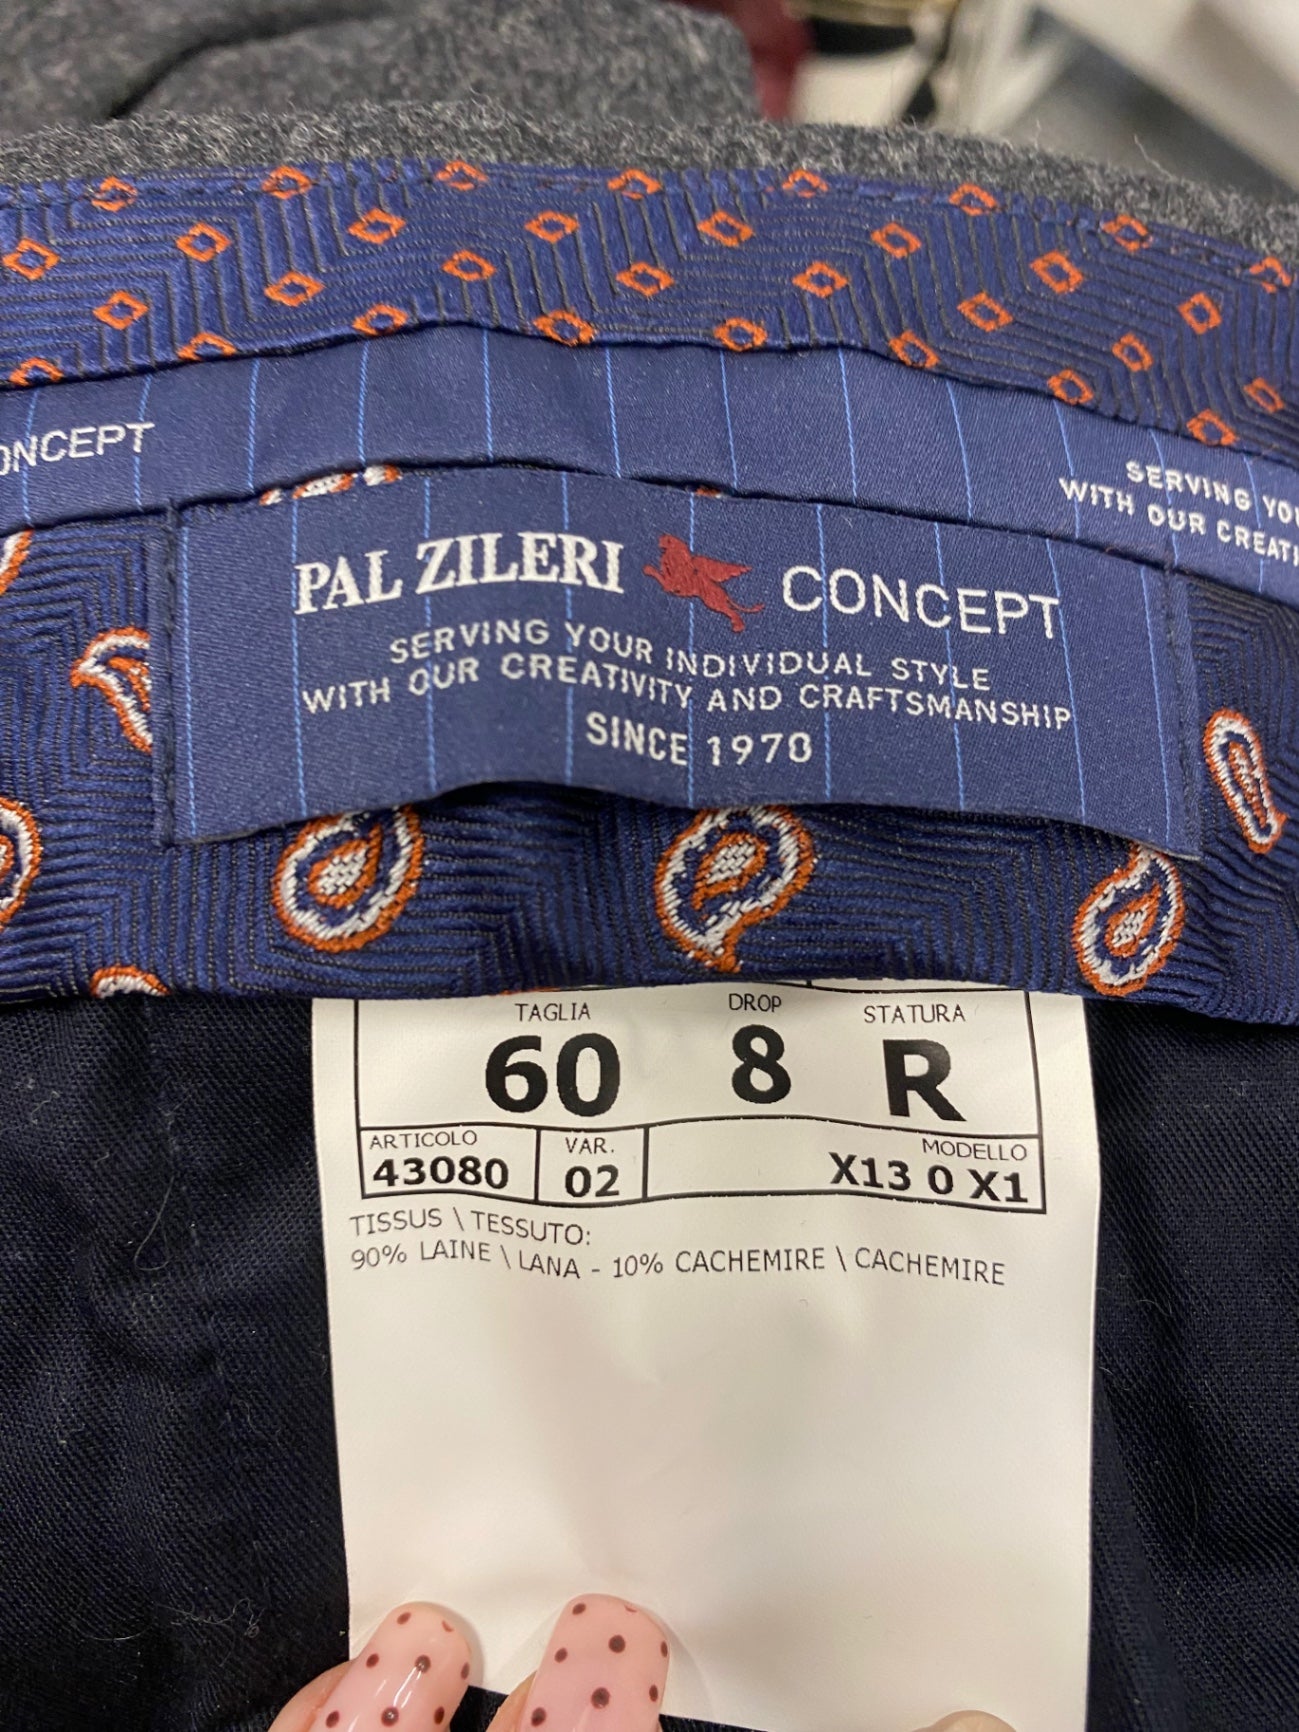 ONCEPT
SERVING YOU
WITH OUR CREATI
PAL ZILERI CONCEPT
SERVING YOUR INDIVIDUAL STYLE
WITH OUR CREATIVITY AND CRAFTSMANSHIP
SINCE 1970
TAGLIA DROP STATURA
60 8 R
ARTICOLO VAR. MODELLO
43080 02 X13 0 X1
TISSUS \ TESSUTO:
90% LAINE \ LANA - 10% CACHEMIRE \ CACHEMIRE